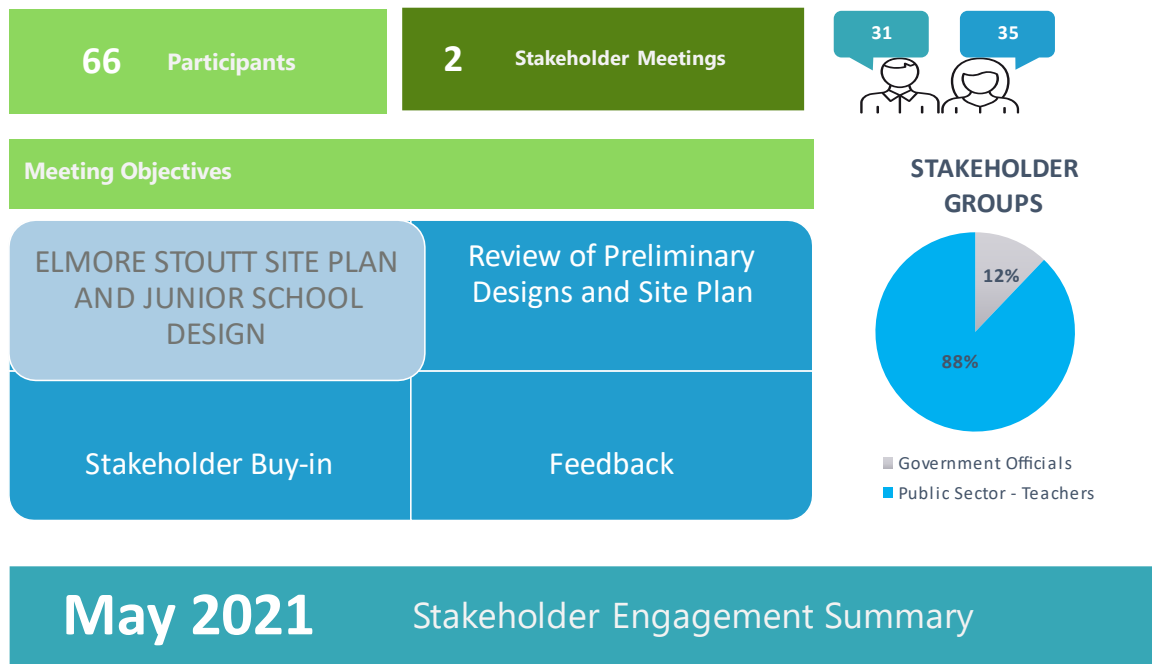 66 Participants
2 Stakeholder Meetings
31
35
Meeting Objectives
ELMORE STOUTT SITE PLAN
AND JUNIOR SCHOOL
DESIGN
Review of Preliminary
Designs and Site Plan
Stakeholder Buy-in
Feedback
STAKEHOLDER
GROUPS
12%
88%
Government Officials
Public Sector - Teachers
May 2021 Stakeholder Engagement Summary